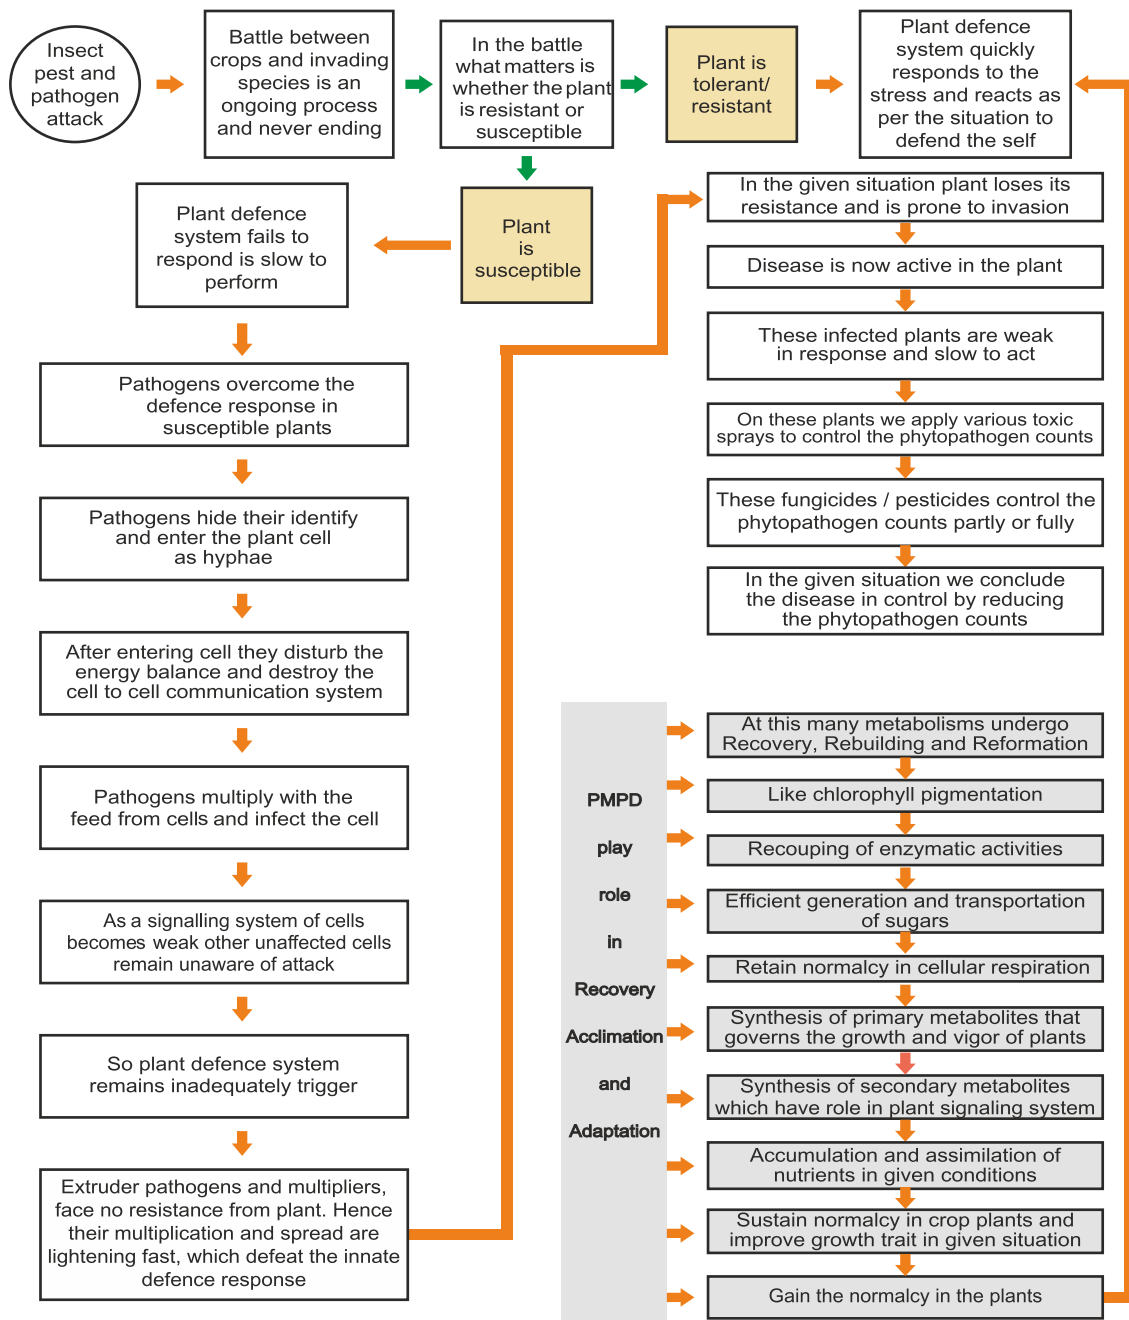 Insect
pest and
pathogen
attack
Battle between
crops and invading
species is an
ongoing process
and never ending
In the battle
what matters is
whether the plant
is resistant or
susceptible
Plant is
tolerant/
resistant
Plant defence
system quickly
responds to the
stress and reacts as
per the situation to
defend the self
Plant
is
susceptible
Plant defence
system fails to
respond is slow to
perform
Pathogens overcome the
defence response in
susceptible plants
Pathogens hide their identify
and enter the plant cell
as hyphae
After entering cell they disturb the
energy balance and destroy the
cell to cell communication system
Pathogens multiply with the
feed from cells and infect the cell
As a signalling system of cells
becomes weak other unaffected cells
remain unaware of attack
So plant defence system
remains inadequately trigger
Extruder pathogens and multipliers,
face no resistance from plant. Hence
their multiplication and spread are
lightening fast, which defeat the innate
defence response
In the given situation plant loses its
resistance and is prone to invasion
Disease is now active in the plant
These infected plants are weak
in response and slow to act
On these plants we apply various toxic
sprays to control the phytopathogen counts
These fungicides / pesticides control the
phytopathogen counts partly or fully
In the given situation we conclude
the disease in control by reducing
the phytopathogen counts
PMPD
play
role
in
Recovery
Acclimation
and
Adaptation
At this many metabolisms undergo
Recovery, Rebuilding and Reformation
Like chlorophyll pigmentation
Recouping of enzymatic activities
Efficient generation and transportation
of sugars
Retain normalcy in cellular respiration
Synthesis of primary metabolites that
governs the growth and vigor of plants
Synthesis of secondary metabolites
which have role in plant signaling system
Accumulation and assimilation of
nutrients in given conditions
Sustain normalcy in crop plants and
improve growth trait in given situation
Gain the normalcy in the plants